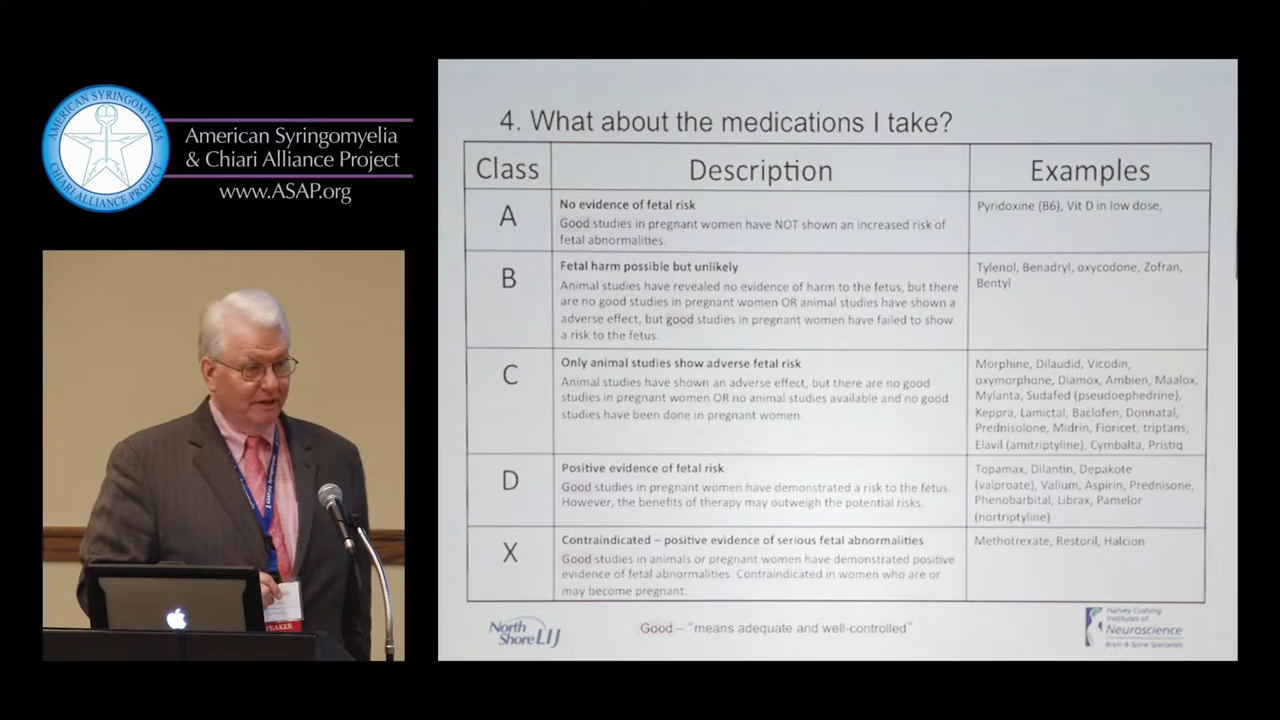 AMERICAN SYRINGOMYELIA
CHIARI ALLIANCE PROJECT
American Syringomyelia
& Chiari Alliance Project
www.ASAP.org
4. What about the medications I take?
Class Description Examples
A
No evidence of fetal risk
Good studies in pregnant women have NOT shown an increased risk of
fetal abnormalities.
Pyridoxine (B6), Vit D in low dose,
B
Fetal harm possible but unlikely
Animal studies have revealed no evidence of harm to the fetus, but there
are no good studies in pregnant women OR animal studies have shown a
adverse effect, but good studies in pregnant women have failed to show
a risk to the fetus.
Tylenol, Benadryl, oxycodone, Zofran,
Bentyl
C
Only animal studies show adverse fetal risk
Animal studies have shown an adverse effect, but there are no good
studies in pregnant women OR no animal studies available and no good
studies have been done in pregnant women.
Morphine, Dilaudid, Vicodin,
oxymorphone, Diamox, Ambien, Maalox,
Mylanta, Sudafed (pseudoephedrine),
Keppra, Lamictal, Baclofen, Donnatal,
Prednisolone, Midrin, Fioricet, triptans,
Elavil (amitriptyline), Cymbalta, Pristiq
D
Positive evidence of fetal risk
Good studies in pregnant women have demonstrated a risk to the fetus.
However, the benefits of therapy may outweigh the potential risks.
Topamax, Dilantin, Depakote
(valproate), Valium, Aspirin, Prednisone,
Phenobarbital, Librax, Pamelor
(nortriptyline)
X
Contraindicated – positive evidence of serious fetal abnormalities
Good studies in animals or pregnant women have demonstrated positive
evidence of fetal abnormalities. Contraindicated in women who are or
may become pregnant.
Methotrexate, Restoril, Halcion
North
Shore LIJ
Good – "means adequate and well-controlled"
Harvey Cushing
Institutes of
Neuroscience
Brain & Spine Specialists